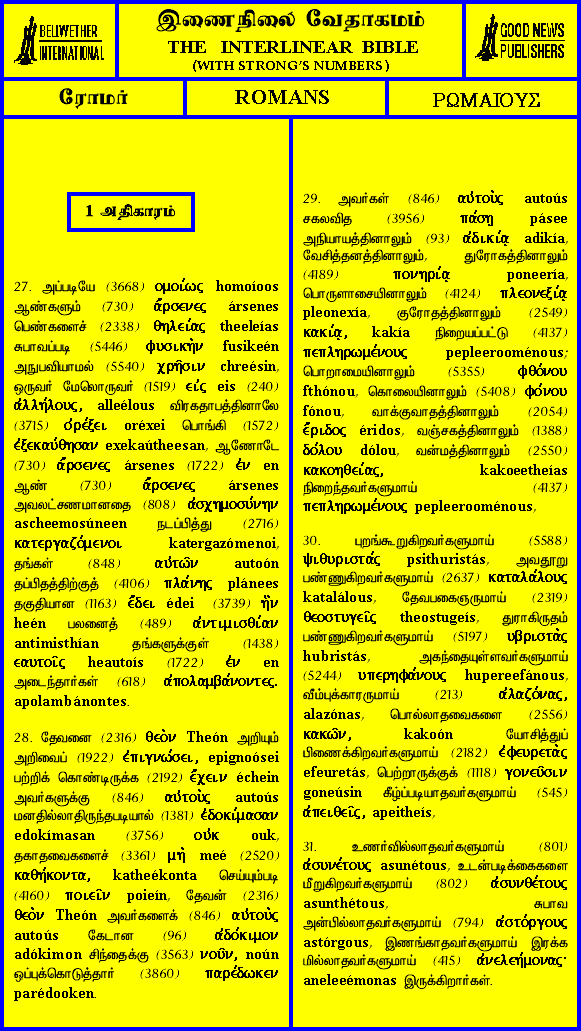 BELLWETHER
INTERNATIONAL
இணைநிலை வேதாகமம்
THE INTERLINEAR BIBLE
(WITH STRONG'S NUMBERS)
GOOD NEWS
PUBLISHERS
ரோமர்
ROMANS
ΡΩΜΑΙΟΥΣ
1 அதிகாரம்
27. அப்படியே (3668) ομοίως homoíoos
ஆண்களும் (730) ἄρσενες ársenes
பெண்களைச் (2338) θηλείας theeleías
சுபாவப்படி (5446) φυσικὴν fusikeên
அநுபவியாமல் (5540) χρῆσιν chreésin,
ஒருவர் மேலொருவர் (1519) εἰς eis (240)
ἀλλήλους, alleélous விரகதாபத்தினாலே
(3715) ὀρέξει oréxei பொங்கி (1572)
ἐξεκαύθησαν exekaútheesan, ஆணோடே
(730) ἄρσενες ársenes (1722) ἐν en
ஆண் (730) ἄρσενες ársenes
அவலட்சணமானதை (808) ἀσχημοσύνην
ascheemosúneen நடப்பித்து (2716)
κατεργαζόμενοι katergazómenoi,
தங்கள் (848) αὐτῶν autoón
தப்பிதத்திற்குத் (4106) πλάνης plánees
தகுதியான (1163) ἔδει édei (3739) ἣν
heén பலனைத் (489) ἀντιμισθίαν
antimisthían தங்களுக்குள் (1438)
εαυτοῖς heautoís (1722) ἐν en
அடைந்தார்கள் (618) ἀπολαμβάνοντες.
apolambánontes.
28. தேவனை (2316) θεὸν Theón அறியும்
அறிவைப் (1922) ἐπιγνώσει, epignoósei
பற்றிக் கொண்டிருக்க (2192) ἔχειν échein
அவர்களுக்கு (846) αὐτοὺς autoús
மனதில்லாதிருந்தபடியால் (1381) ἐδοκίμασαν
edokímasan (3756) οὐκ ouk,
தகாதவைகளைச் (3361) μὴ meé (2520)
καθήκοντα, katheékonta செய்யும்படி
(4160) ποιεῖν poieín, தேவன் (2316)
θεὸν Theón அவர்களைக் (846) αὐτοὺς
autoús கேடான (96) ἀδόκιμον
adókimon சிந்தைக்கு (3563) νοῦν, noún
ஒப்புக்கொடுத்தார் (3860) παρέδωκεν
parédooken.
29. அவர்கள் (846) αὐτοὺς autoús
சகலவித (3956) πάσῃ pásee
அநியாயத்தினாலும் (93) ἀδικίᾳ adikía,
வேசித்தனத்தினாலும், துரோகத்தினாலும்
(4189) πονηρίᾳ poneería,
பொருளாசையினாலும் (4124) πλεονεξίᾳ
pleonexía, குரோதத்தினாலும் (2549)
κακίᾳ, kakía நிறையப்பட்டு (4137)
πεπληρωμένους pepleerooménous;
பொறாமையினாலும் (5355) φθόνου
fthónou, கொலையினாலும் (5408) φόνου
fónou, வாக்குவாதத்தினாலும் (2054)
ἔριδος éridos, வஞ்சகத்தினாலும் (1388)
δόλου dólou, வன்மத்தினாலும் (2550)
κακοηθείας, kakoeetheías
நிறைந்தவர்களுமாய் (4137)
πεπληρωμένους pepleerooménous,
30. புறங்கூறுகிறவர்களுமாய் (5588)
ψιθυριστάς psithuristás, அவதூறு
பண்ணுகிறவர்களுமாய் (2637) καταλάλους
katalálous, தேவபகைஞருமாய் (2319)
θεοστυγεῖς theostugeís, துராகிருதம்
பண்ணுகிறவர்களுமாய் (5197) υβριστὰς
hubristás, அகந்தையுள்ளவர்களுமாய்
(5244) υπερηφάνους hupereefánous,
வீம்புக்காரருமாய் (213) ἀλαζόνας,
alazónas, பொல்லாதவைகளை (2556)
κακῶν, kakoón யோசித்துப்
பிணைக்கிறவர்களுமாய் (2182) ἐφευρετὰς
efeuretás, பெற்றாருக்குக் (1118) γονεῦσιν
goneúsin கீழ்ப்படியாதவர்களுமாய் (545)
ἀπειθεῖς, apeitheís,
31. உணர்வில்லாதவர்களுமாய் (801)
ἀσυνέτους asunétous, உடன்படிக்கைகளை
மீறுகிறவர்களுமாய் (802) ἀσυνθέτους
asunthétous, சுபாவ
அன்பில்லாதவர்களுமாய் (794) ἀστόργους
astórgous, இணங்காதவர்களுமாய் இரக்க
மில்லாதவர்களுமாய் (415) ἀνελεήμονας·
aneleeémonas இருக்கிறார்கள்.